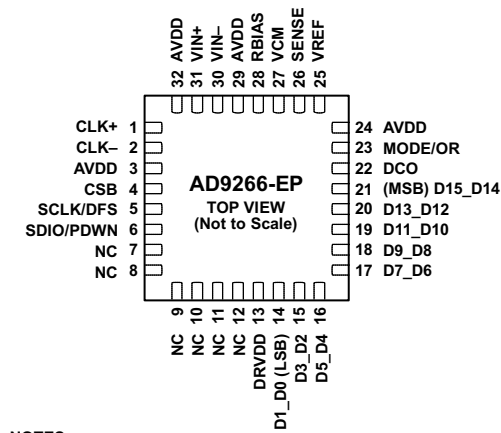 32 AVDD
31 VIN+
30 VIN–
29 AVDD
28 RBIAS
27 VCM
26 SENSE
25 VREF
CLK+ 1
CLK– 2
AVDD 3
CSB 4
SCLK/DFS 5
SDIO/PDWN 6
NC 7
NC 8
AD9266-EP
TOP VIEW
(Not to Scale)
24 AVDD
23 MODE/OR
22 DCO
21 (MSB) D15_D14
20 D13_D12
19 D11_D10
18 D9_D8
17 D7_D6
NC 9
NC 10
NC 11
NC 12
DRVDD 13
D1_D0 (LSB) 14
D3_D2 15
D5_D4 16